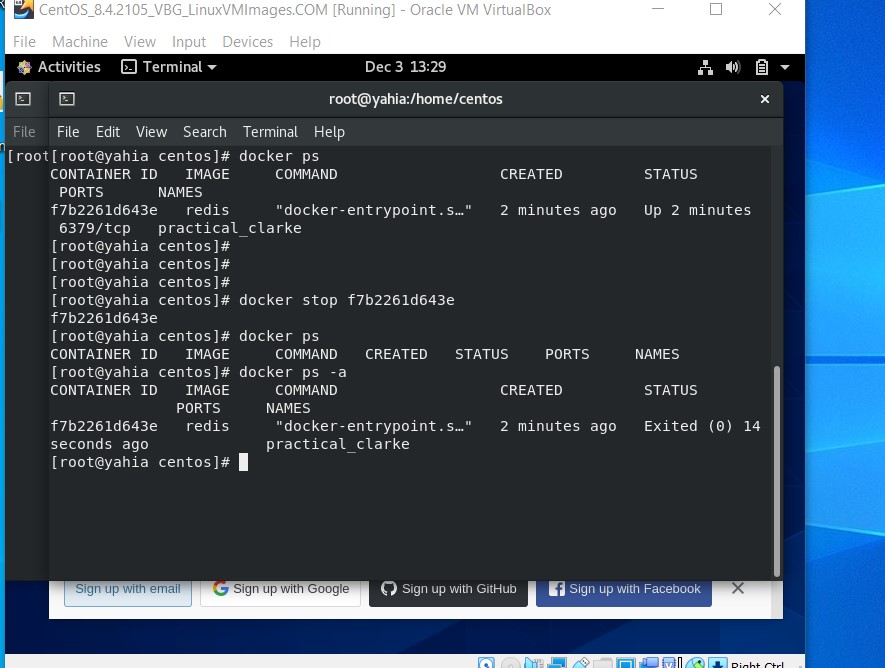 CentOS_8.4.2105_VBG_LinuxVMImages.COM [Running] - Oracle VM VirtualBox
File Machine View Input Devices Help
Activities Terminal Dec 3 13:29
root@yahia:/home/centos
File File Edit View Search Terminal Help
[root[root@yahia centos]# docker ps
CONTAINER ID IMAGE COMMAND CREATED STATUS
PORTS NAMES
f7b2261d643e redis "docker-entrypoint.s…" 2 minutes ago Up 2 minutes
6379/tcp practical_clarke
[root@yahia centos]#
[root@yahia centos]#
[root@yahia centos]#
[root@yahia centos]# docker stop f7b2261d643e
f7b2261d643e
[root@yahia centos]# docker ps
CONTAINER ID IMAGE COMMAND CREATED STATUS PORTS NAMES
[root@yahia centos]# docker ps -a
CONTAINER ID IMAGE COMMAND CREATED STATUS
PORTS NAMES
f7b2261d643e redis "docker-entrypoint.s…" 2 minutes ago Exited (0) 14
seconds ago practical_clarke
[root@yahia centos]#
Sign up with email Sign up with Google Sign up with GitHub Sign up with Facebook
Right Ctrl